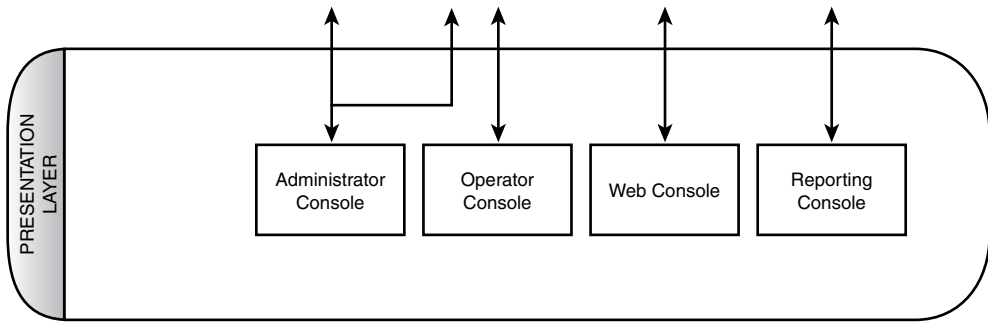 PRESENTATION
LAYER
Administrator
Console
Operator
Console
Web Console
Reporting
Console